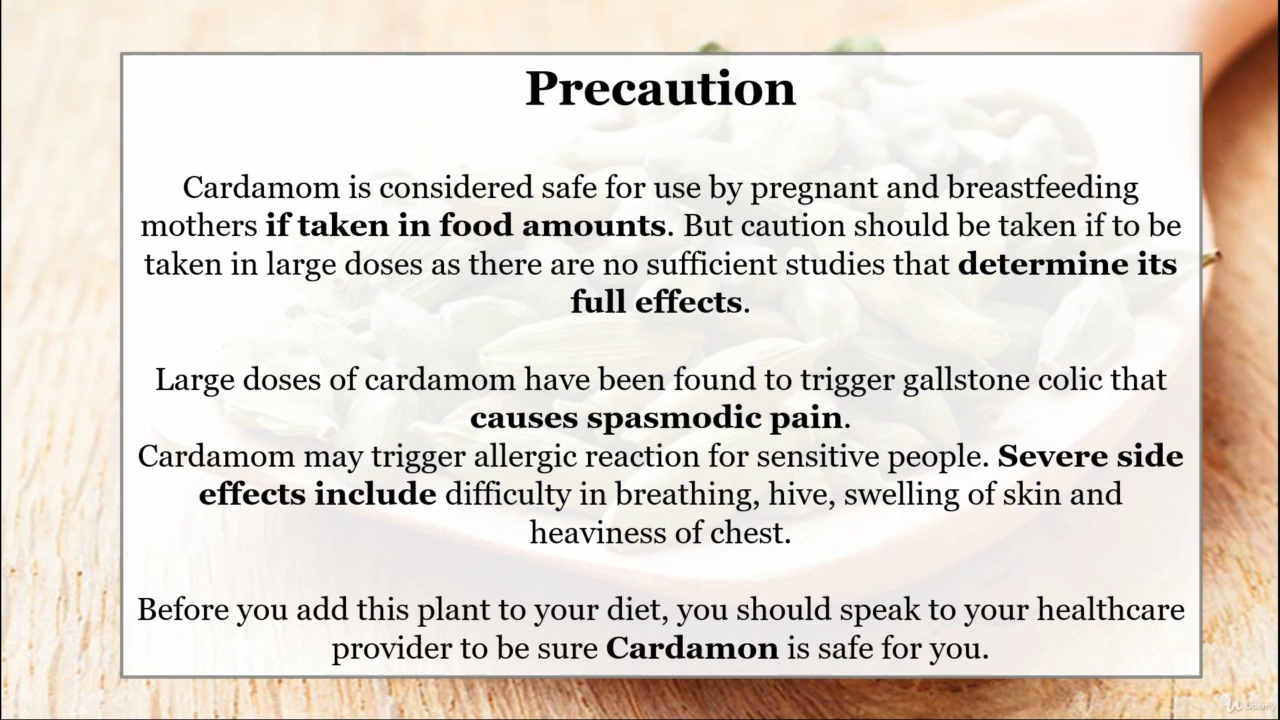 Precaution
Cardamom is considered safe for use by pregnant and breastfeeding
mothers if taken in food amounts. But caution should be taken if to be
taken in large doses as there are no sufficient studies that determine its
full effects.
Large doses of cardamom have been found to trigger gallstone colic that
causes spasmodic pain.
Cardamom may trigger allergic reaction for sensitive people. Severe side
effects include difficulty in breathing, hive, swelling of skin and
heaviness of chest.
Before you add this plant to your diet, you should speak to your healthcare
provider to be sure Cardamon is safe for you.
Udemy